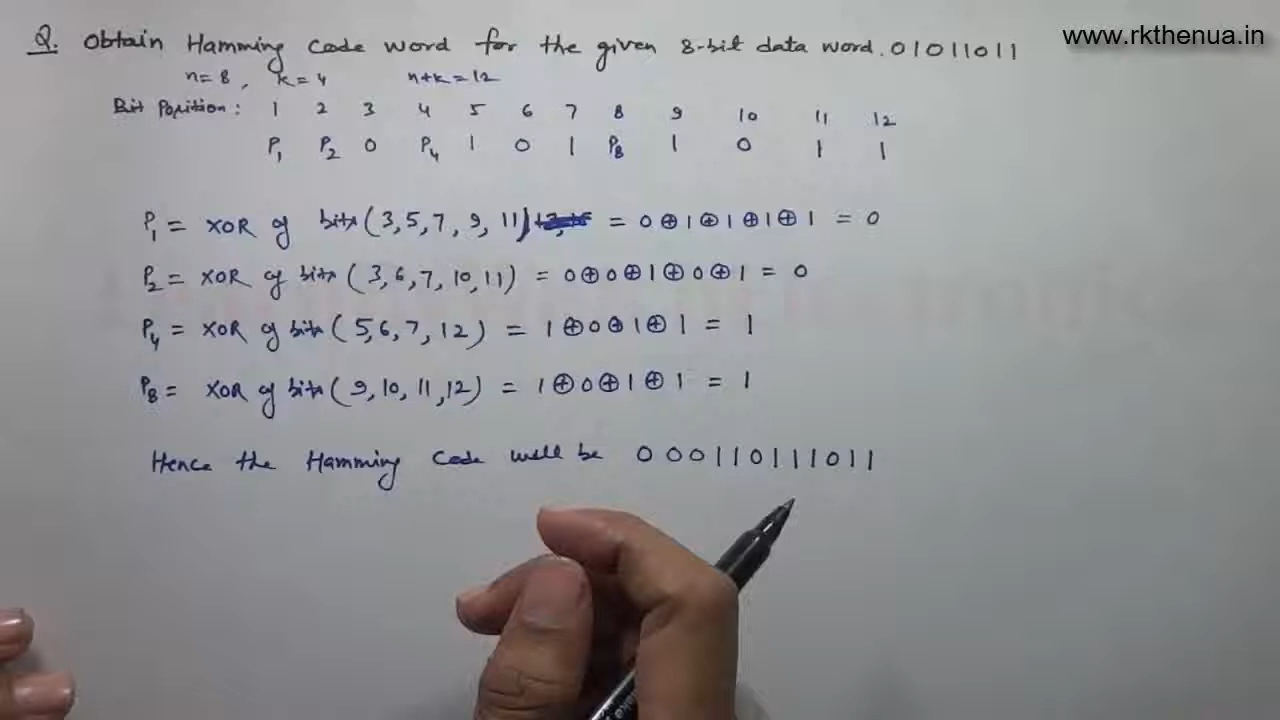 www.rkthenua.in
Q. Obtain Hamming Code word for the given 8-bit data word. 01011011
n=8, k=4 n+k=12
Bit Position: 1 2 3 4 5 6 7 8 9 10 11 12
P1 P2 0 P4 1 0 1 P8 1 0 1 1
P1 = XOR of bits (3,5,7,9,11) = 0⊕1⊕1⊕1⊕1 = 0
P2 = XOR of bits (3,6,7,10,11) = 0⊕0⊕1⊕0⊕1 = 0
P4 = XOR of bits (5,6,7,12) = 1⊕0⊕1⊕1 = 1
P8 = XOR of bits (9,10,11,12) = 1⊕0⊕1⊕1 = 1
Hence the Hamming Code will be 000110111011